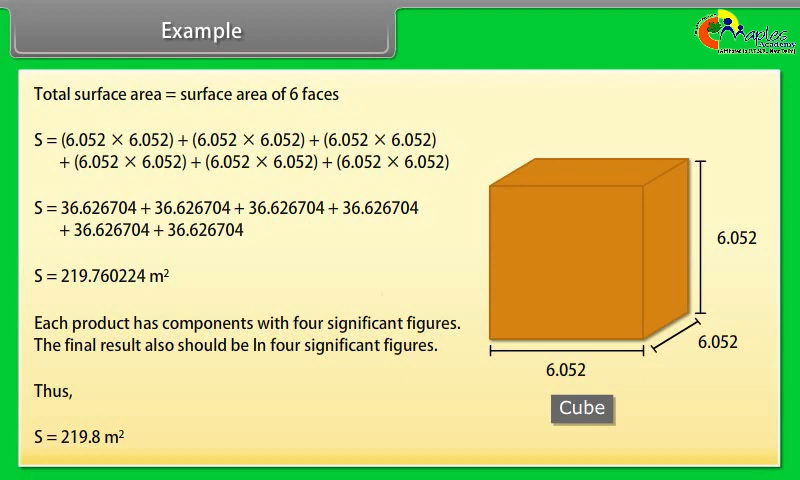 Example
Maples
Academy
Total surface area = surface area of 6 faces
S = (6.052 × 6.052) + (6.052 × 6.052) + (6.052 × 6.052)
+ (6.052 × 6.052) + (6.052 × 6.052) + (6.052 × 6.052)
S = 36.626704 + 36.626704 + 36.626704 + 36.626704
+ 36.626704 + 36.626704
S = 219.760224 m²
Each product has components with four significant figures.
The final result also should be In four significant figures.
Thus,
S = 219.8 m²
6.052
6.052
6.052
Cube